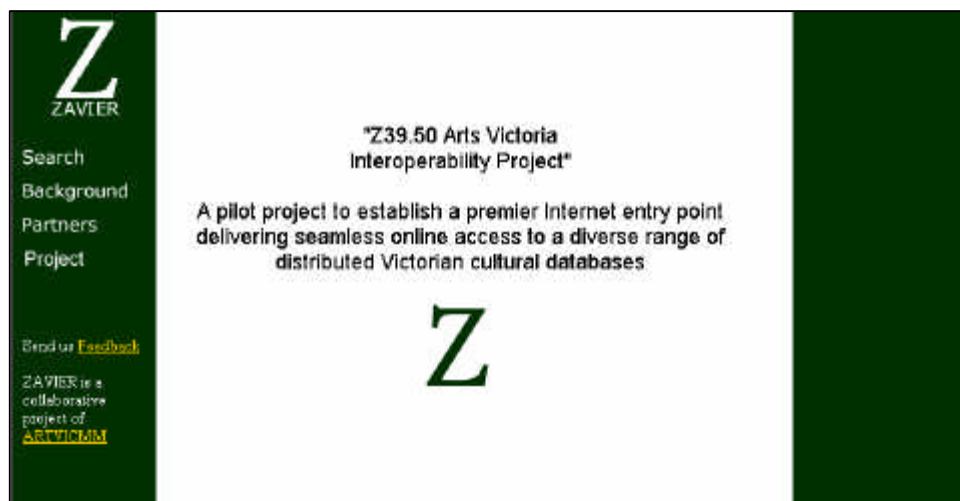 Z
ZAVIER
Search
Background
Partners
Project
Send us Feedback
ZAVIER is a
collaborative
project of
ARTVICMM
"Z39.50 Arts Victoria
Interoperability Project"
A pilot project to establish a premier Internet entry point
delivering seamless online access to a diverse range of
distributed Victorian cultural databases
Z